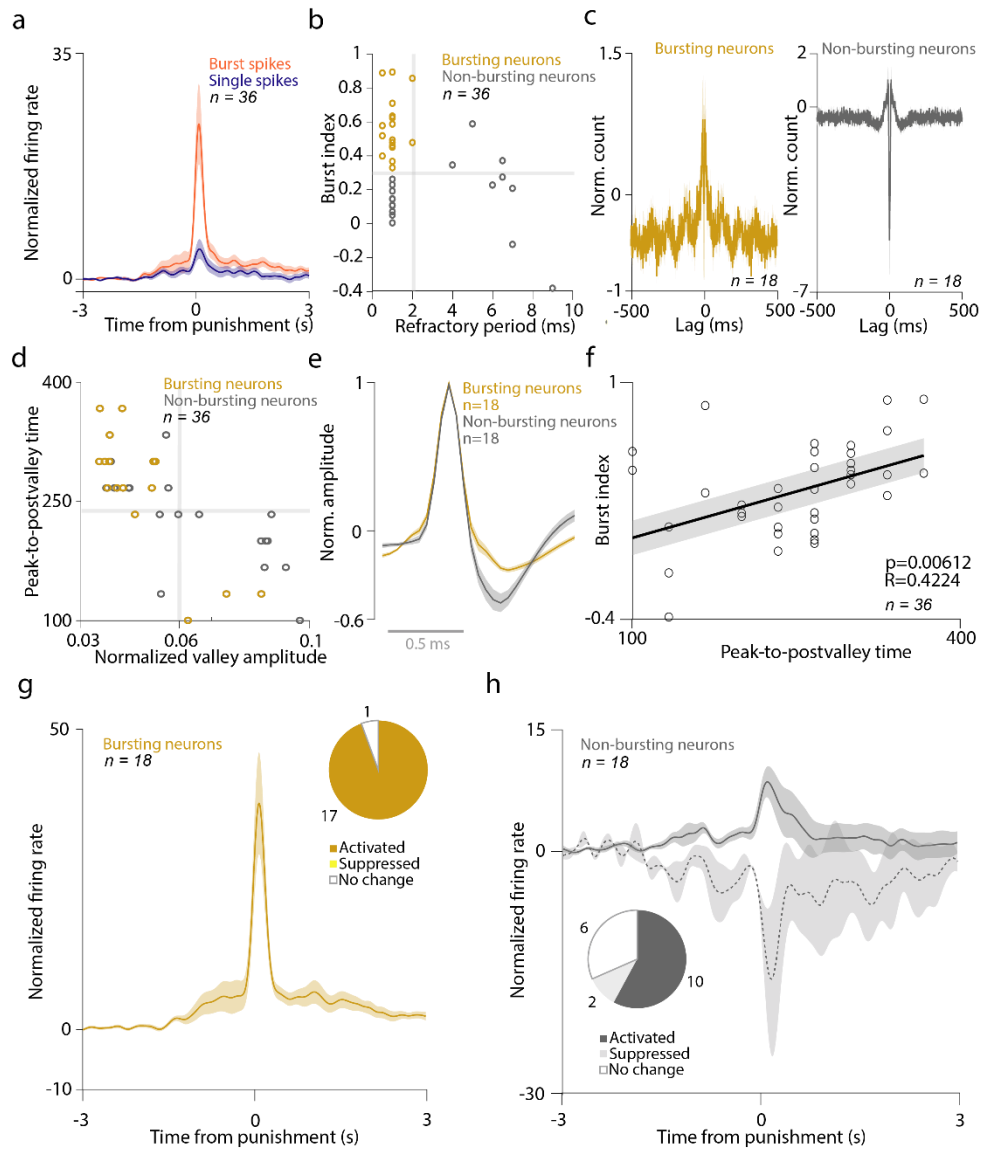 a
35
0
-3
0
3
Normalized firing rate
Time from punishment (s)
Burst spikes
Single spikes
n = 36
b
1
0.8
0.6
0.4
0.2
0
-0.4
0
2
4
6
8
10
Burst index
Refractory period (ms)
Bursting neurons
Non-bursting neurons
n = 36
c
1.5
0
-1
-500
0
500
Norm. count
Lag (ms)
Bursting neurons
n = 18
2
0
-7
-500
0
500
Norm. count
Lag (ms)
Non-bursting neurons
n = 18
d
400
250
100
0.03
0.06
0.1
Peak-to-postvalley time
Normalized valley amplitude
Bursting neurons
Non-bursting neurons
n = 36
e
1
0
-0.6
Norm. amplitude
0.5 ms
Bursting neurons
n=18
Non-bursting neurons
n=18
f
1
-0.4
100
400
Burst index
Peak-to-postvalley time
p=0.00612
R=0.4224
n = 36
g
50
0
-10
-3
0
3
Normalized firing rate
Time from punishment (s)
Bursting neurons
n = 18
1
17
Activated
Suppressed
No change
h
15
0
-30
-3
0
3
Normalized firing rate
Time from punishment (s)
Non-bursting neurons
n = 18
6
2
10
Activated
Suppressed
No change